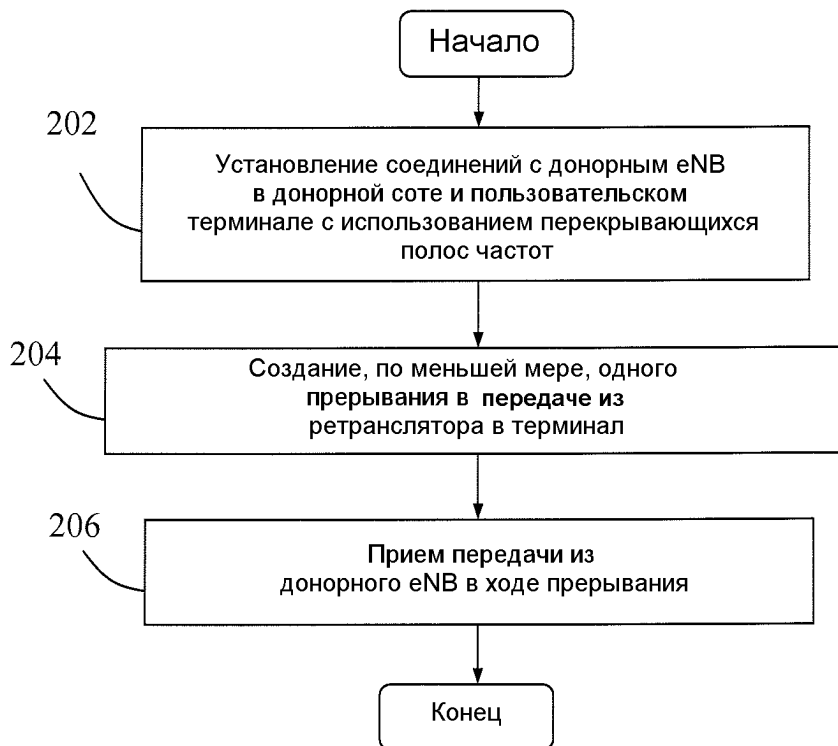 Начало
202
Установление соединений с донорным eNB
в донорной соте и пользовательском
терминале с использованием перекрывающихся
полос частот
204
Создание, по меньшей мере, одного
прерывания в передаче из
ретранслятора в терминал
206
Прием передачи из
донорного eNB в ходе прерывания
Конец